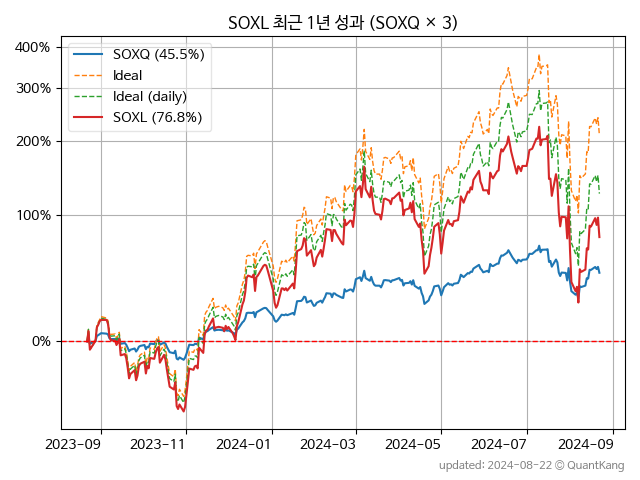 SOXL 최근 1년 성과 (SOXQ × 3)
400%
300%
200%
100%
0%
SOXQ (45.5%)
Ideal
Ideal (daily)
SOXL (76.8%)
2023-09
2023-11
2024-01
2024-03
2024-05
2024-07
2024-09
updated: 2024-08-22 © QuantKang